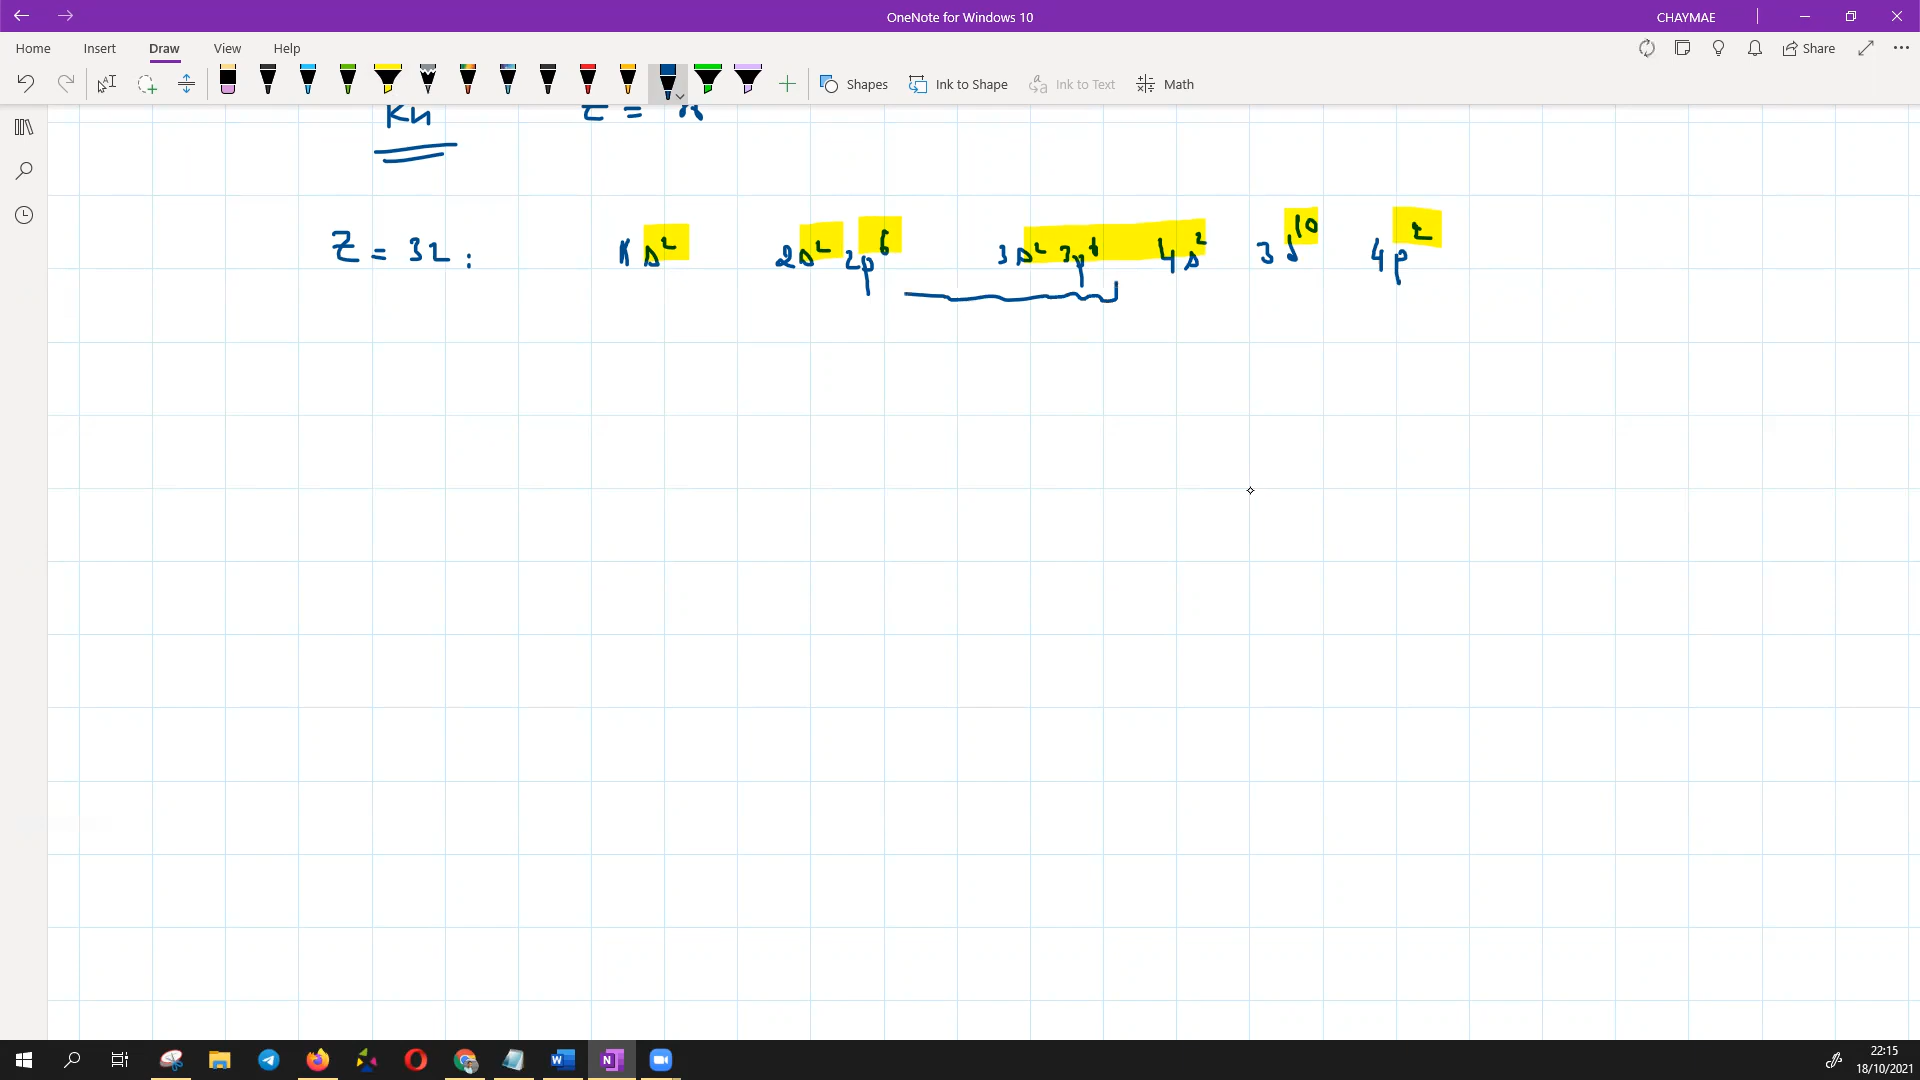 OneNote for Windows 10
CHAYMAE
Home Insert Draw View Help
Share
Shapes Ink to Shape Ink to Text Math
Z =
Z = 32 : 1s² 2s² 2p⁶ 3s² 3p⁶ 4s² 3d¹⁰ 4p²
22:15
18/10/2021